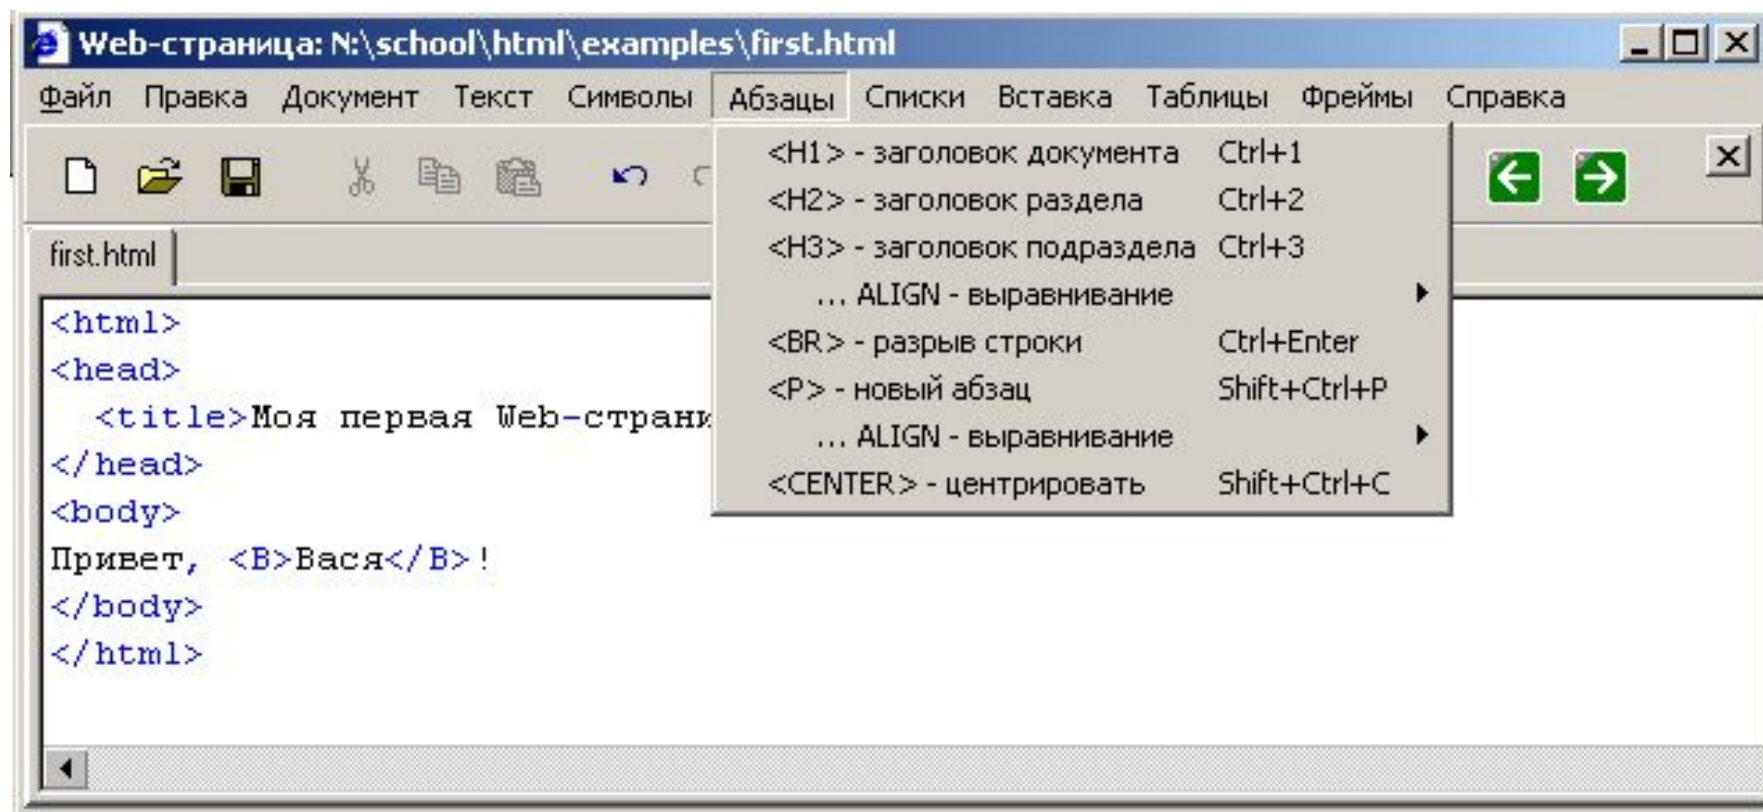 Web-страница: N:\school\html\examples\first.html
Файл Правка Документ Текст Символы Абзацы Списки Вставка Таблицы Фреймы Справка
<H1> - заголовок документа Ctrl+1
<H2> - заголовок раздела Ctrl+2
<H3> - заголовок подраздела Ctrl+3
... ALIGN - выравнивание
<BR> - разрыв строки Ctrl+Enter
<P> - новый абзац Shift+Ctrl+P
... ALIGN - выравнивание
<CENTER> - центрировать Shift+Ctrl+C
first.html
<html>
<head>
<title>Моя первая Web-страни
</head>
<body>
Привет, <B>Вася</B>!
</body>
</html>